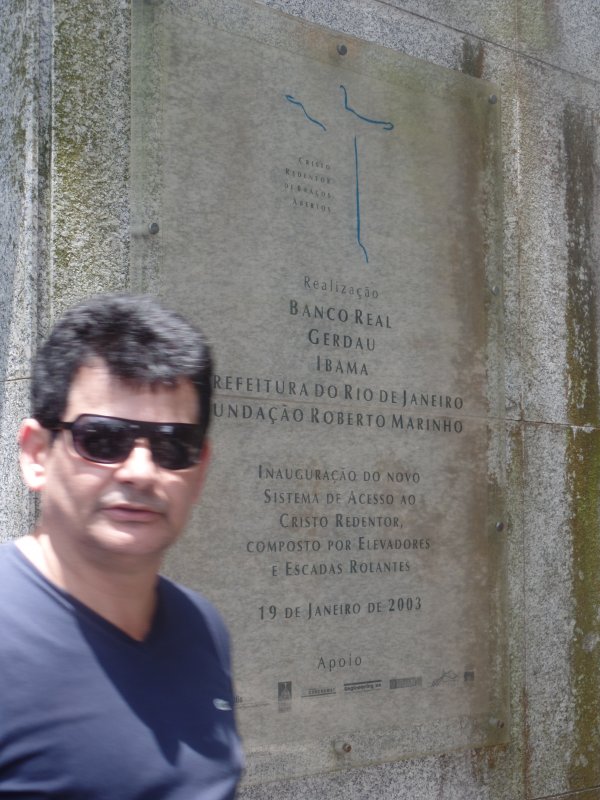 CRISTO
REDENTOR
DE BRAÇOS
ABERTOS
Realização
BANCO REAL
GERDAU
IBAMA
REFEITURA DO RIO DE JANEIRO
UNDAÇÃO ROBERTO MARINHO
INAUGURAÇÃO DO NOVO
SISTEMA DE ACESSO AO
CRISTO REDENTOR,
COMPOSTO POR ELEVADORES
E ESCADAS ROLANTES
19 DE JANEIRO DE 2003
Apoio